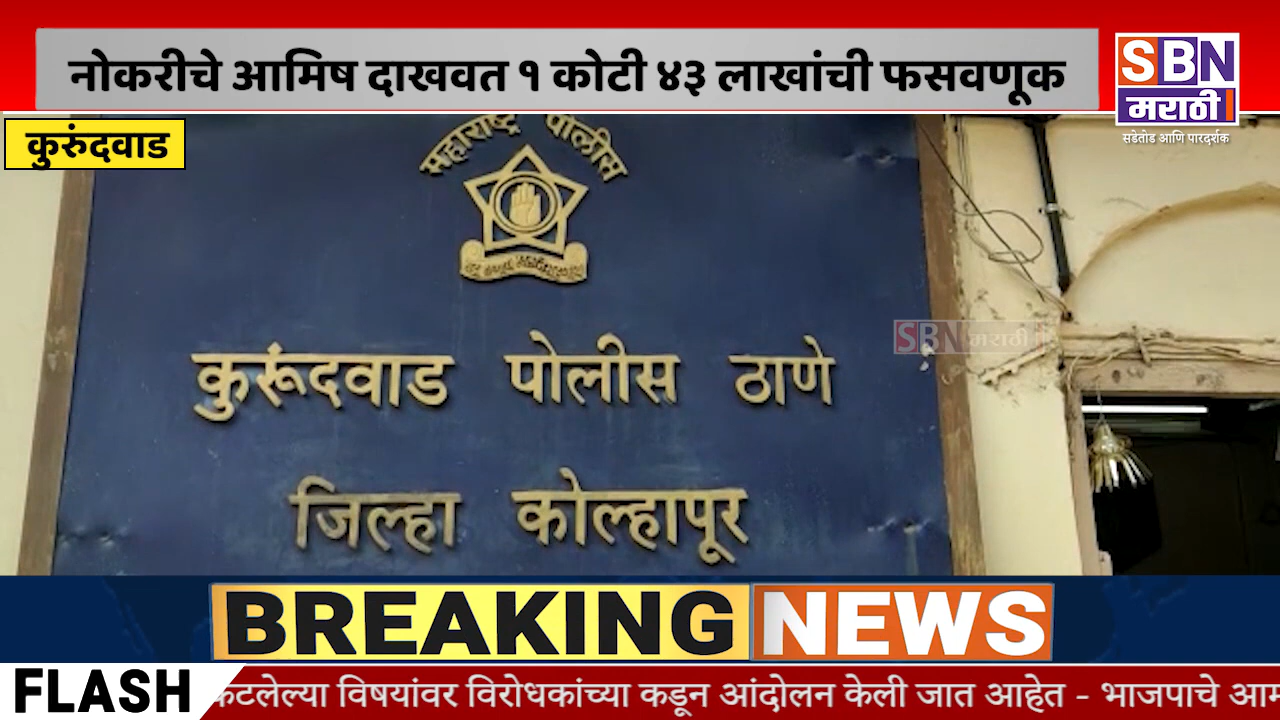 नोकरीचे आमिष दाखवत १ कोटी ४३ लाखांची फसवणूक
SBN
मराठी
सडेतोड आणि पारदर्शक
कुरुंदवाड
महाराष्ट्र पोलीस
SBN मराठी
कुरूंदवाड पोलीस ठाणे
जिल्हा कोल्हापूर
BREAKING NEWS
FLASH
विषयांवर विरोधकांच्या कडून आंदोलन केली जात आहेत - भाजपाचे